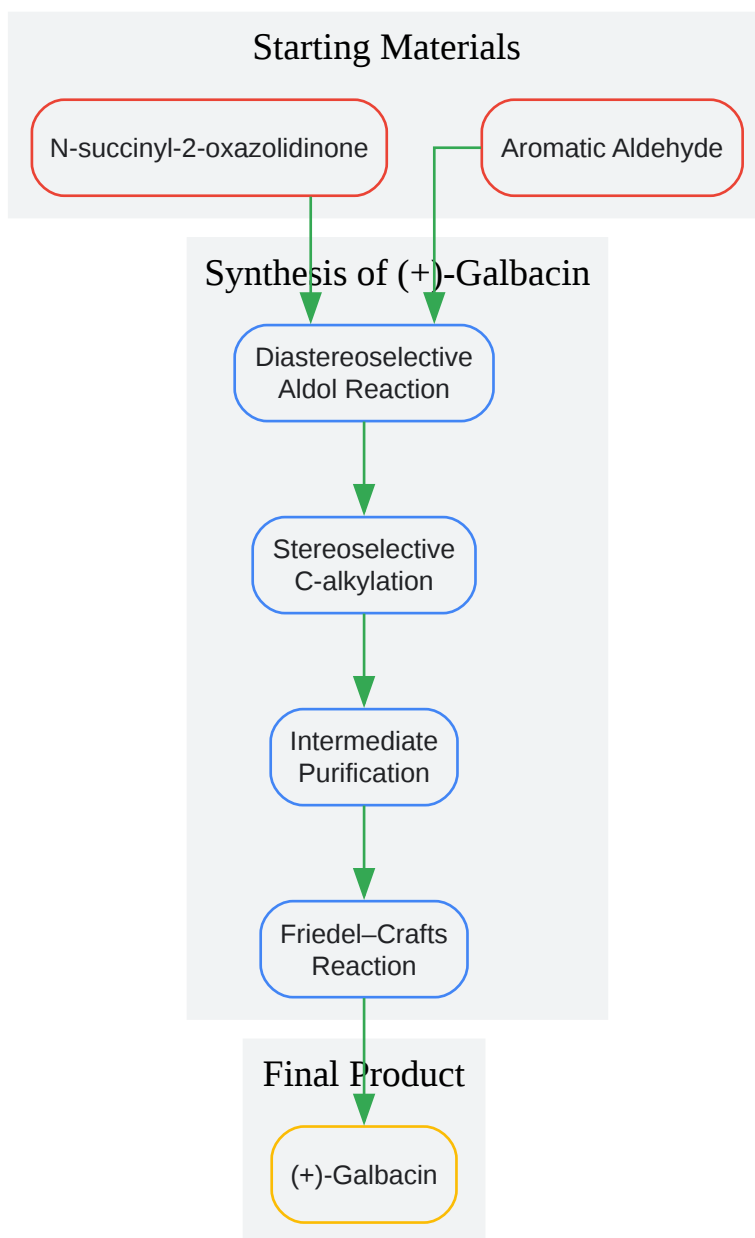 Starting Materials
N-succinyl-2-oxazolidinone
Aromatic Aldehyde
Synthesis of (+)-Galbacin
Diastereoselective
Aldol Reaction
Stereoselective
C-alkylation
Intermediate
Purification
Friedel–Crafts
Reaction
Final Product
(+)-Galbacin